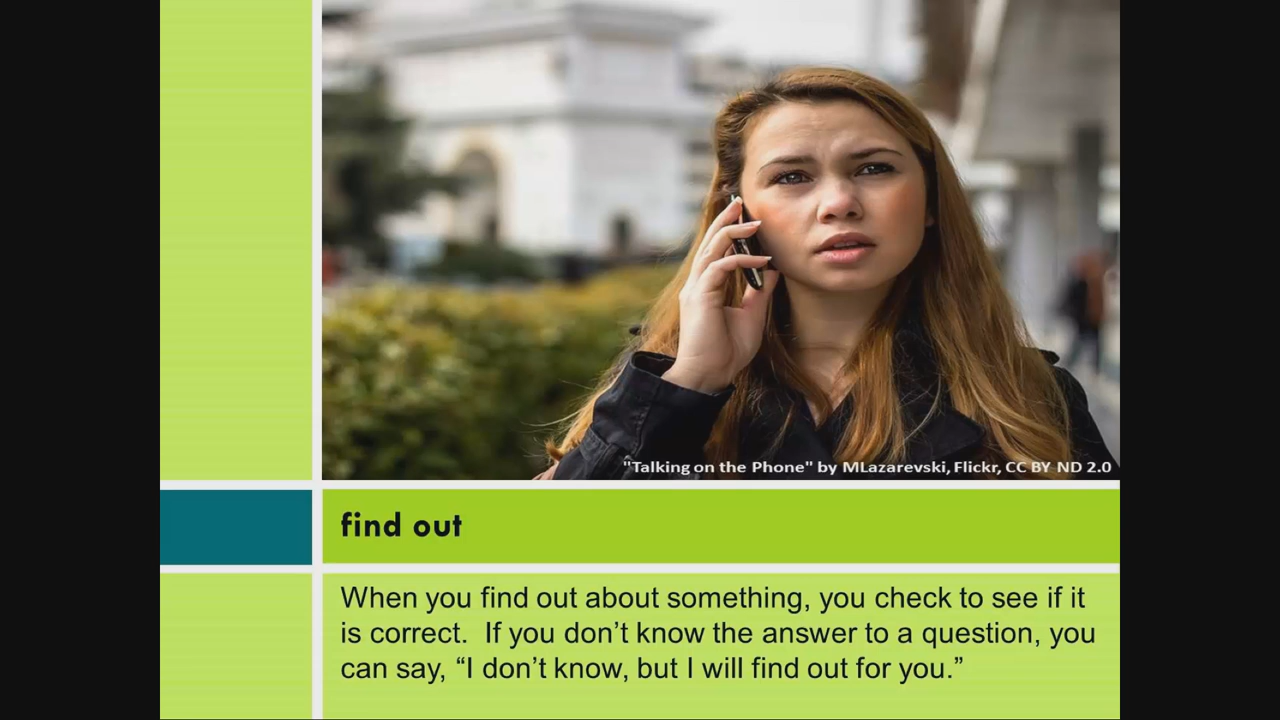 "Talking on the Phone" by MLazarevski, Flickr, CC BY ND 2.0
find out
When you find out about something, you check to see if it
is correct.  If you don’t know the answer to a question, you
can say, “I don’t know, but I will find out for you.”